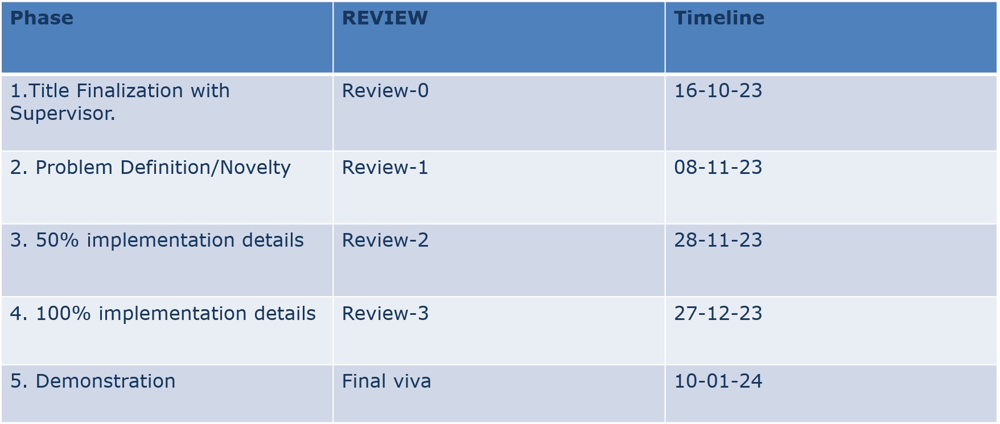 Phase REVIEW Timeline
1.Title Finalization with Review-0 16-10-23
Supervisor.
2. Problem Definition/Novelty Review-1 08-11-23
3. 50% implementation details Review-2 28-11-23
4. 100% implementation details Review-3 27-12-23
5. Demonstration Final viva 10-01-24